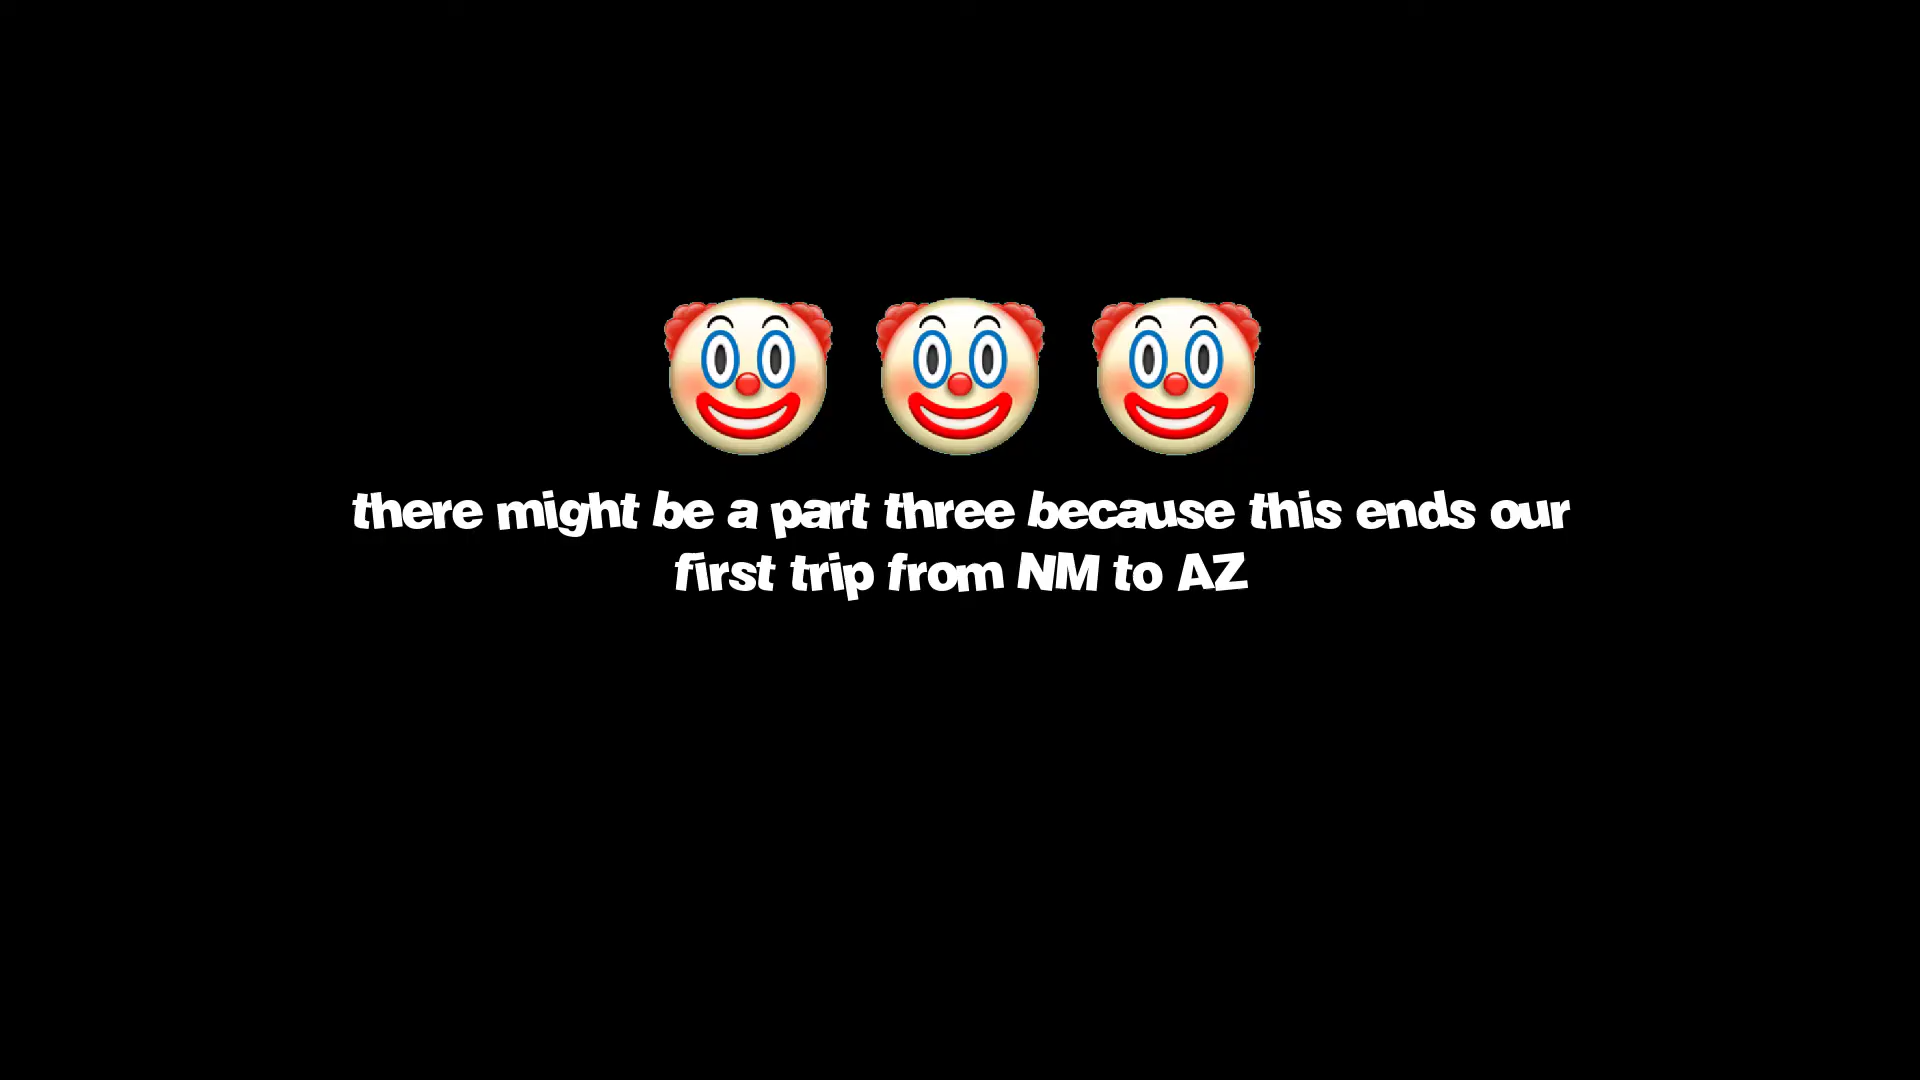 there might be a part three because this ends our
first trip from NM to AZ